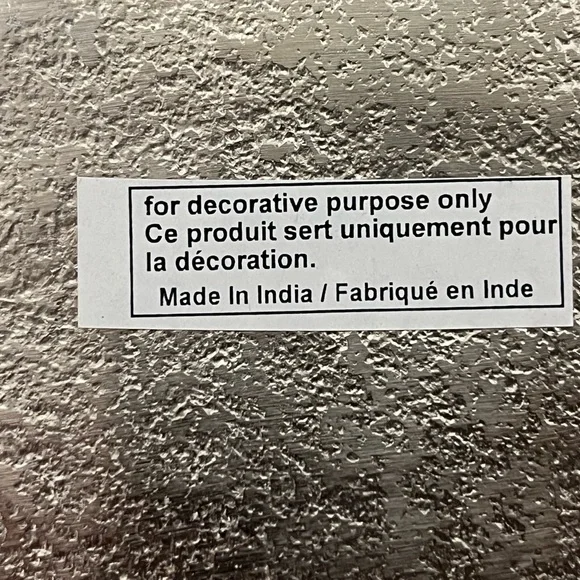 for decorative purpose only
Ce produit sert uniquement pour
la décoration.
Made In India / Fabriqué en Inde